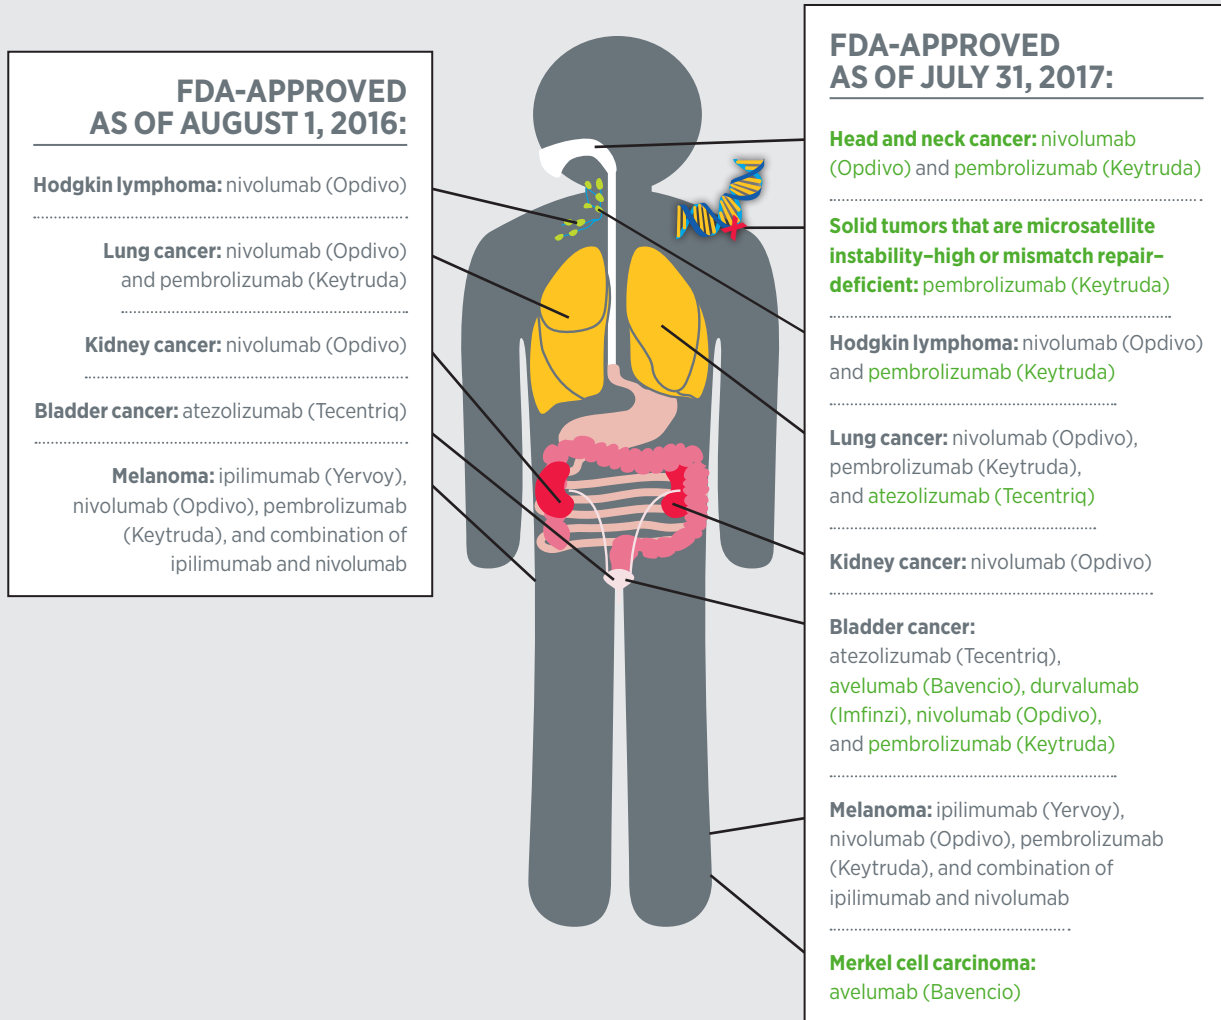 FDA-APPROVED
AS OF AUGUST 1, 2016:
Hodgkin lymphoma: nivolumab (Opdivo)
Lung cancer: nivolumab (Opdivo)
and pembrolizumab (Keytruda)
Kidney cancer: nivolumab (Opdivo)
Bladder cancer: atezolizumab (Tecentriq)
Melanoma: ipilimumab (Yervoy),
nivolumab (Opdivo), pembrolizumab
(Keytruda), and combination of
ipilimumab and nivolumab
FDA-APPROVED
AS OF JULY 31, 2017:
Head and neck cancer: nivolumab
(Opdivo) and pembrolizumab (Keytruda)
Solid tumors that are microsatellite
instability–high or mismatch repair–
deficient: pembrolizumab (Keytruda)
Hodgkin lymphoma: nivolumab (Opdivo)
and pembrolizumab (Keytruda)
Lung cancer: nivolumab (Opdivo),
pembrolizumab (Keytruda),
and atezolizumab (Tecentriq)
Kidney cancer: nivolumab (Opdivo)
Bladder cancer:
atezolizumab (Tecentriq),
avelumab (Bavencio), durvalumab
(Imfinzi), nivolumab (Opdivo),
and pembrolizumab (Keytruda)
Melanoma: ipilimumab (Yervoy),
nivolumab (Opdivo), pembrolizumab
(Keytruda), and combination of
ipilimumab and nivolumab
Merkel cell carcinoma:
avelumab (Bavencio)